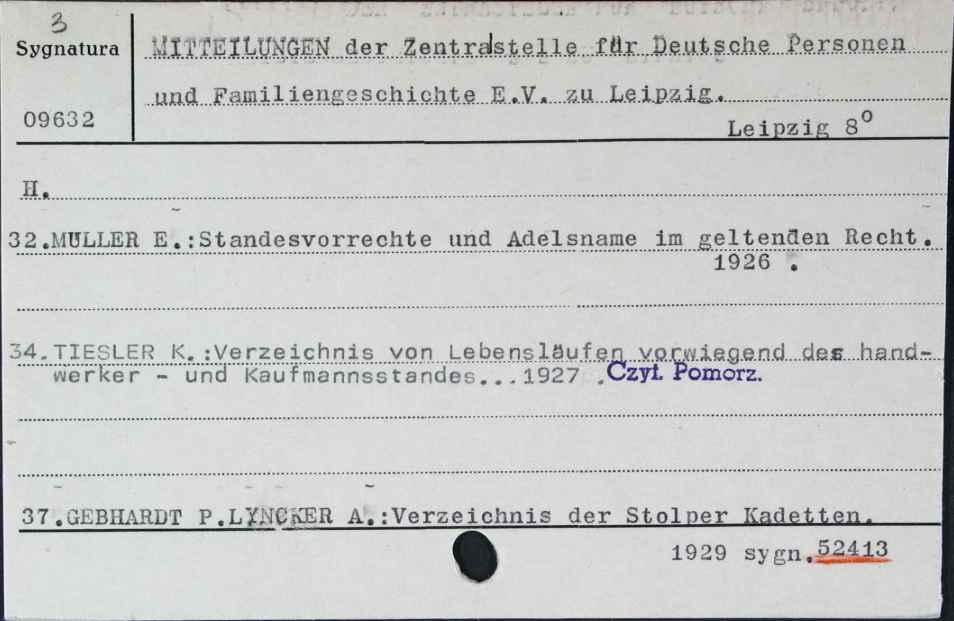 3
Sygnatura
MITTEILUNGEN der Zentralstelle für Deutsche Personen
und Familiengeschichte E.V. zu Leipzig.
09632
Leipzig 8°
H.
32.MULLER E.:Standesvorrechte und Adelsname im geltenden Recht.
1926 .
34.TIESLER K.:Verzeichnis von Lebensläufen vorwiegend des hand-
werker - und Kaufmannsstandes...1927 .Czyt. Pomorz.
37.GEBHARDT P.LYNCKER A.:Verzeichnis der Stolper Kadetten.
1929 sygn.52413